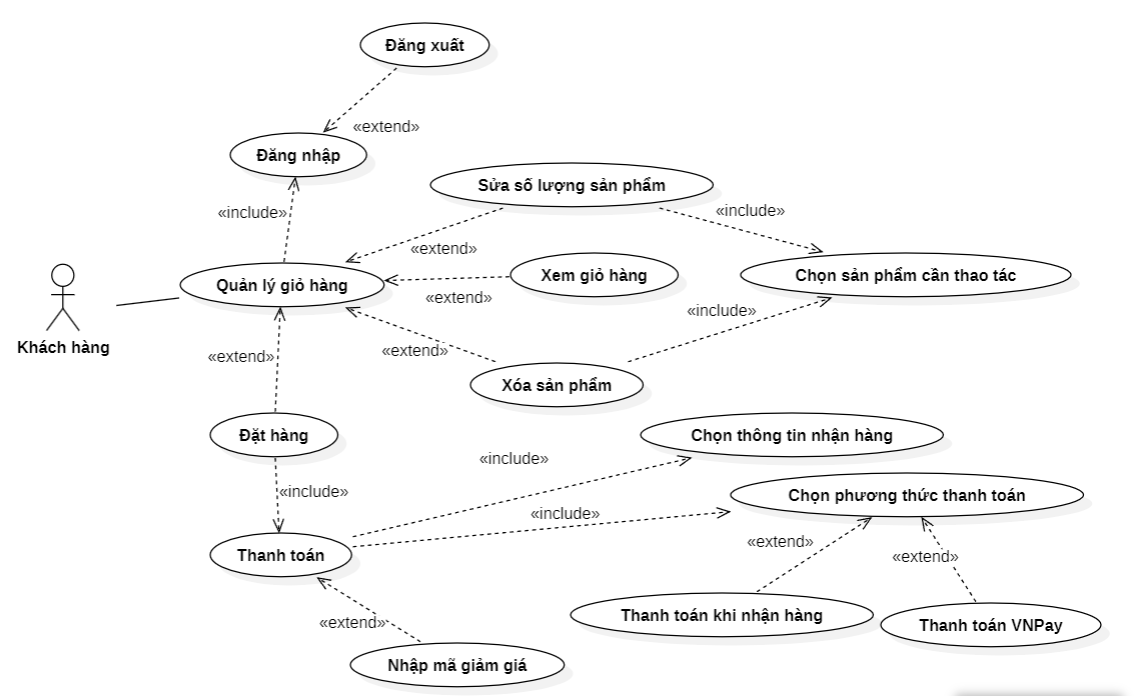 Đăng xuất
«extend»
Đăng nhập
Sửa số lượng sản phẩm
«include»
«include»
«extend»
Xem giỏ hàng
Chọn sản phẩm cần thao tác
Quản lý giỏ hàng
«extend»
«include»
Khách hàng
«extend»
«extend»
Xóa sản phẩm
Đặt hàng
Chọn thông tin nhận hàng
«include»
«include»
Chọn phương thức thanh toán
«include»
«extend»
Thanh toán
«extend»
Thanh toán khi nhận hàng
Thanh toán VNPay
«extend»
Nhập mã giảm giá